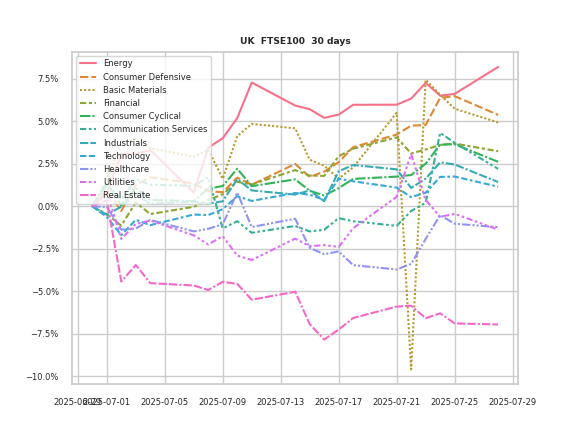 UK FTSE100 30 days
7.5%
5.0%
2.5%
0.0%
−2.5%
−5.0%
−7.5%
−10.0%
Energy
Consumer Defensive
Basic Materials
Financial
Consumer Cyclical
Communication Services
Industrials
Technology
Healthcare
Utilities
Real Estate
2025-06-29 2025-07-01 2025-07-05 2025-07-09 2025-07-13 2025-07-17 2025-07-21 2025-07-25 2025-07-29